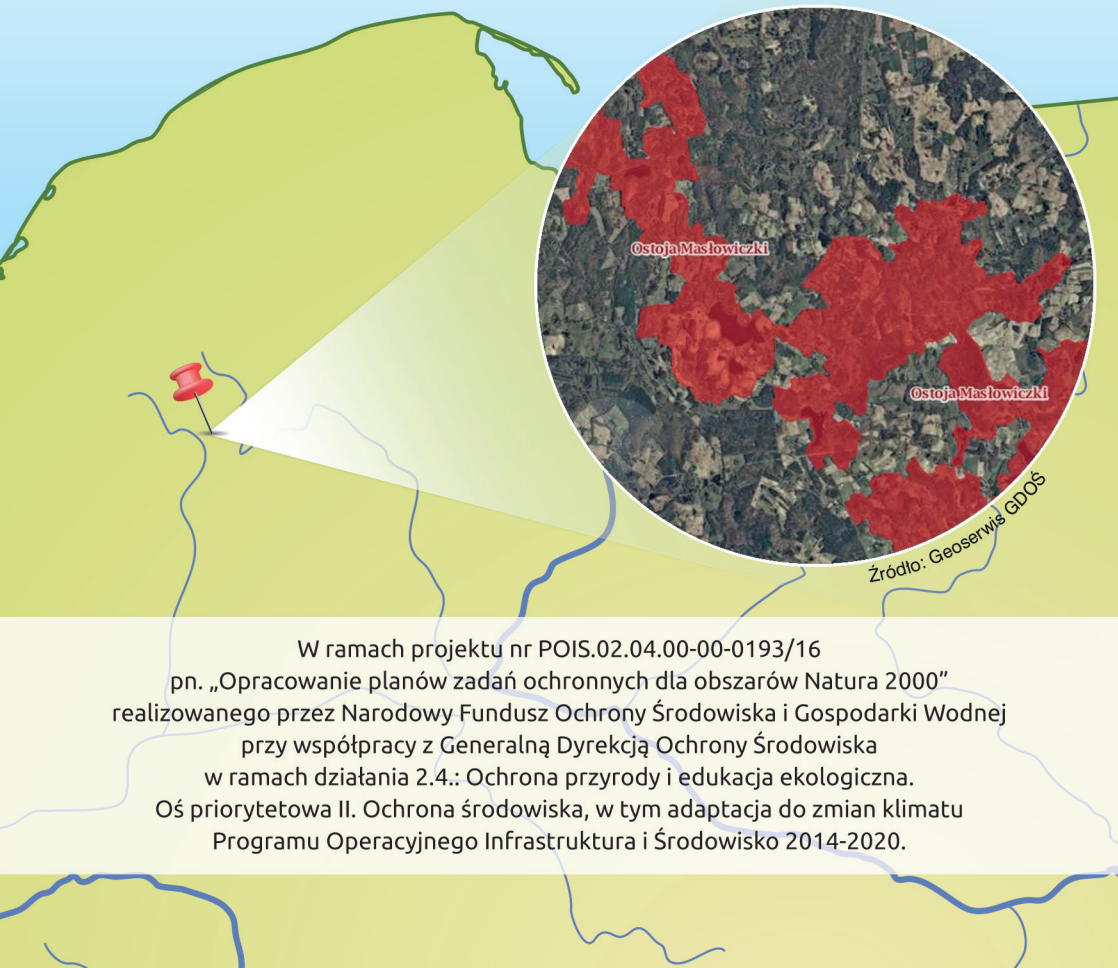 Ostoja Masłowiczki
Ostoja Masłowiczki
Źródło: Geoserwis GDOŚ
W ramach projektu nr POIS.02.04.00-00-0193/16
pn. „Opracowanie planów zadań ochronnych dla obszarów Natura 2000”
realizowanego przez Narodowy Fundusz Ochrony Środowiska i Gospodarki Wodnej
przy współpracy z Generalną Dyrekcją Ochrony Środowiska
w ramach działania 2.4.: Ochrona przyrody i edukacja ekologiczna.
Oś priorytetowa II. Ochrona środowiska, w tym adaptacja do zmian klimatu
Programu Operacyjnego Infrastruktura i Środowisko 2014-2020.